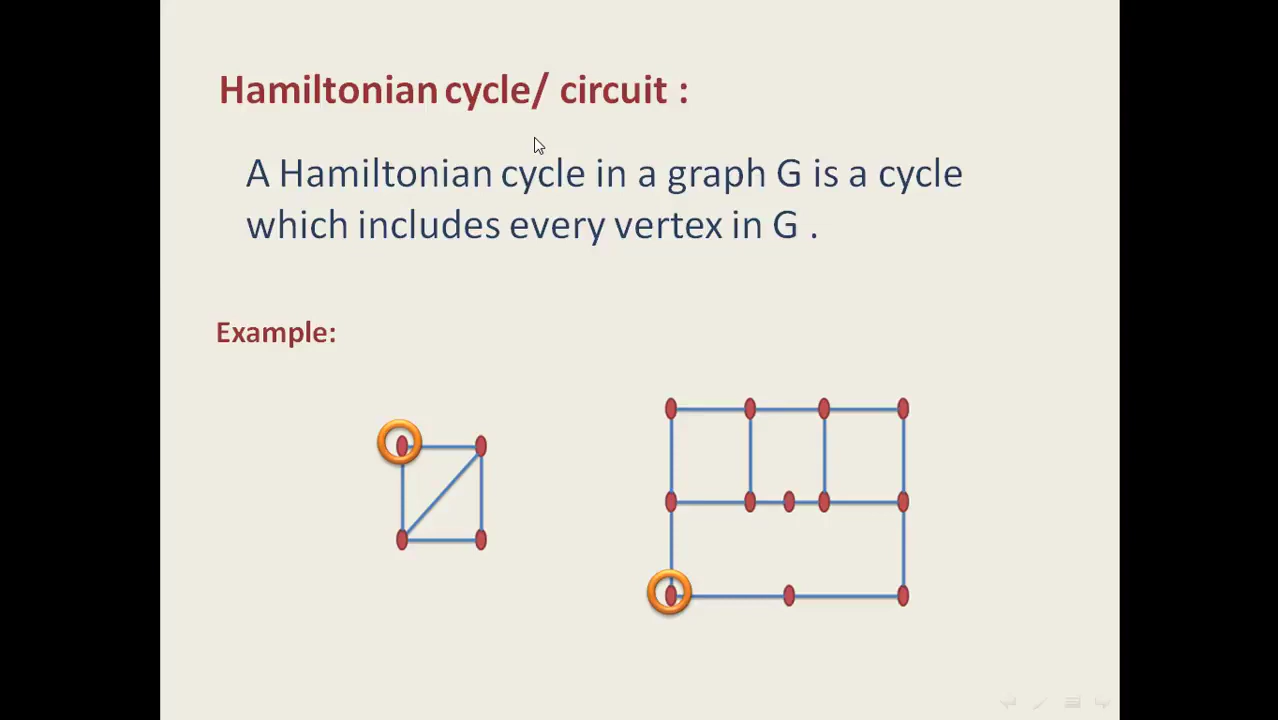 Hamiltonian cycle/ circuit :
A Hamiltonian cycle in a graph G is a cycle
which includes every vertex in G .
Example: